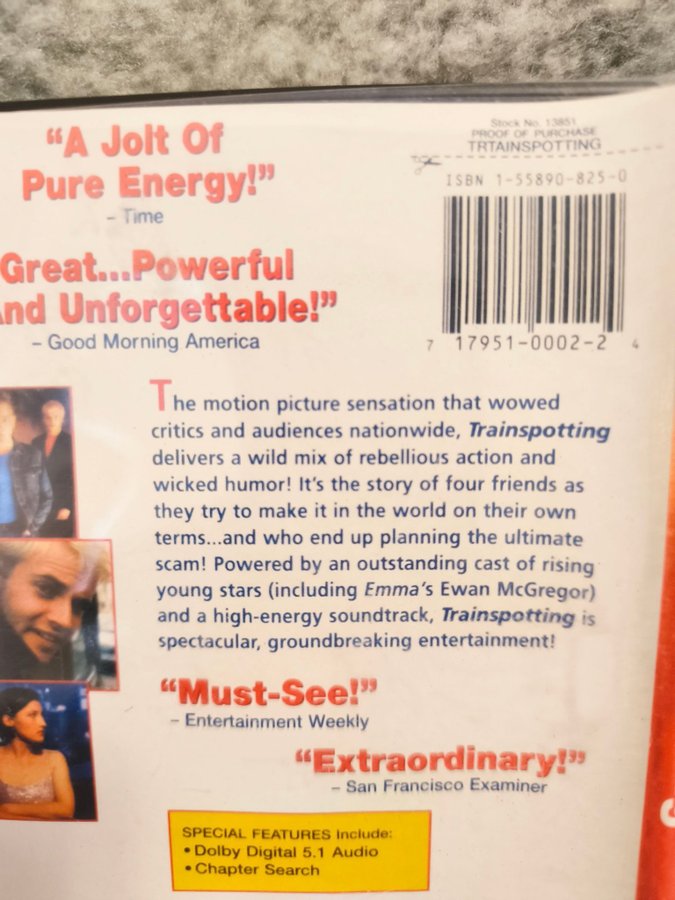 “A Jolt Of
Pure Energy!”
– Time
Great...Powerful
And Unforgettable!”
– Good Morning America
Stock No. 13851
PROOF OF PURCHASE
TRTAINSPOTTING
ISBN 1-55890-825-0
7 17951-0002-2 4
The motion picture sensation that wowed
critics and audiences nationwide, Trainspotting
delivers a wild mix of rebellious action and
wicked humor! It's the story of four friends as
they try to make it in the world on their own
terms...and who end up planning the ultimate
scam! Powered by an outstanding cast of rising
young stars (including Emma's Ewan McGregor)
and a high-energy soundtrack, Trainspotting is
spectacular, groundbreaking entertainment!
“Must-See!”
– Entertainment Weekly
“Extraordinary!”
– San Francisco Examiner
SPECIAL FEATURES Include:
• Dolby Digital 5.1 Audio
• Chapter Search